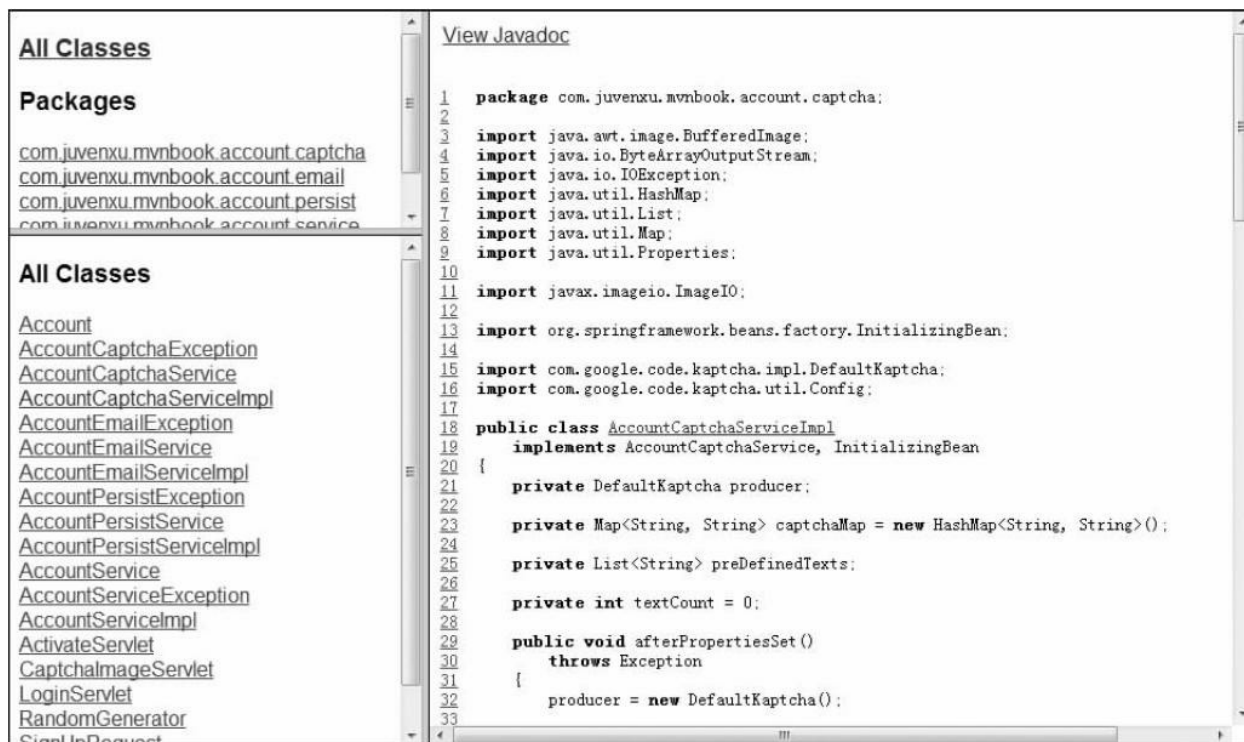 All Classes
Packages
com.juvenxu.mvnbook.account.captcha
com.juvenxu.mvnbook.account.email
com.juvenxu.mvnbook.account.persist
com.juvenxu.mvnbook.account.service
All Classes
Account
AccountCaptchaException
AccountCaptchaService
AccountCaptchaServiceImpl
AccountEmailException
AccountEmailService
AccountEmailServiceImpl
AccountPersistException
AccountPersistService
AccountPersistServiceImpl
AccountService
AccountServiceException
AccountServiceImpl
ActivateServlet
CaptchaImageServlet
LoginServlet
RandomGenerator
SignUpRequest
View Javadoc
1 package com.juvenxu.mvnbook.account.captcha;
2
3 import java.awt.image.BufferedImage;
4 import java.io.ByteArrayOutputStream;
5 import java.io.IOException;
6 import java.util.HashMap;
7 import java.util.List;
8 import java.util.Map;
9 import java.util.Properties;
10
11 import javax.imageio.ImageIO;
12
13 import org.springframework.beans.factory.InitializingBean;
14
15 import com.google.code.kaptcha.impl.DefaultKaptcha;
16 import com.google.code.kaptcha.util.Config;
17
18 public class AccountCaptchaServiceImpl
19 implements AccountCaptchaService, InitializingBean
20 {
21 private DefaultKaptcha producer;
22
23 private Map<String, String> captchaMap = new HashMap<String, String>();
24
25 private List<String> preDefinedTexts;
26
27 private int textCount = 0;
28
29 public void afterPropertiesSet()
30 throws Exception
31 {
32 producer = new DefaultKaptcha();
33